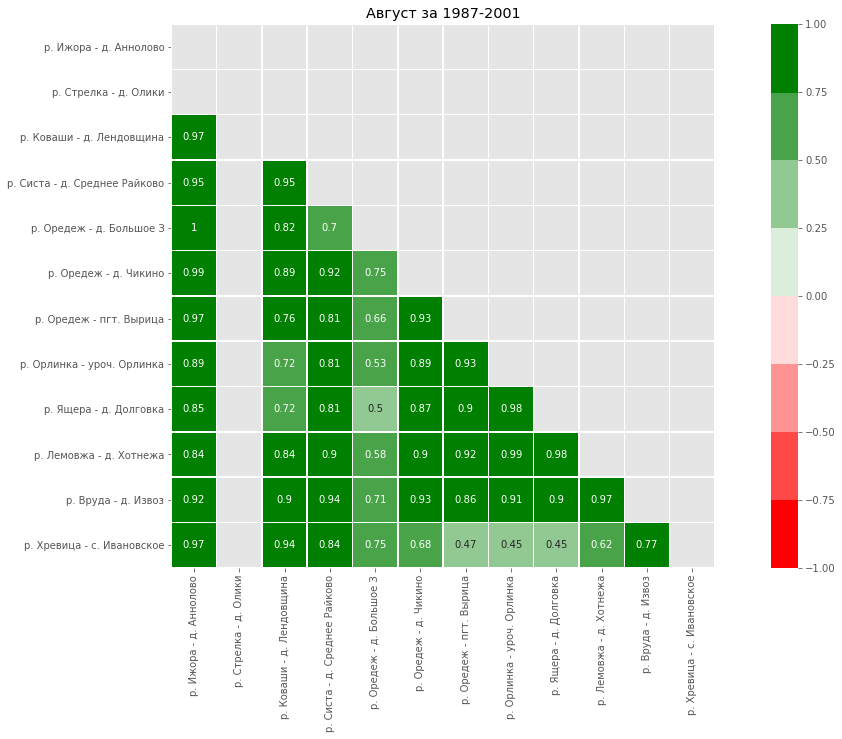 Август за 1987-2001
р. Ижора - д. Аннолово
р. Стрелка - д. Олики
р. Коваши - д. Лендовщина 0.97
р. Систа - д. Среднее Райково 0.95 0.95
р. Оредеж - д. Большое З 1 0.82 0.7
р. Оредеж - д. Чикино 0.99 0.89 0.92 0.75
р. Оредеж - пгт. Вырица 0.97 0.76 0.81 0.66 0.93
р. Орлинка - уроч. Орлинка 0.89 0.72 0.81 0.53 0.89 0.93
р. Ящера - д. Долговка 0.85 0.72 0.81 0.5 0.87 0.9 0.98
р. Лемовжа - д. Хотнежа 0.84 0.84 0.9 0.58 0.9 0.92 0.99 0.98
р. Вруда - д. Извоз 0.92 0.9 0.94 0.71 0.93 0.86 0.91 0.9 0.97
р. Хревица - с. Ивановское 0.97 0.94 0.84 0.75 0.68 0.47 0.45 0.45 0.62 0.77
р. Ижора - д. Аннолово
р. Стрелка - д. Олики
р. Коваши - д. Лендовщина
р. Систа - д. Среднее Райково
р. Оредеж - д. Большое З
р. Оредеж - д. Чикино
р. Оредеж - пгт. Вырица
р. Орлинка - уроч. Орлинка
р. Ящера - д. Долговка
р. Лемовжа - д. Хотнежа
р. Вруда - д. Извоз
р. Хревица - с. Ивановское
1.00
0.75
0.50
0.25
0.00
−0.25
−0.50
−0.75
−1.00